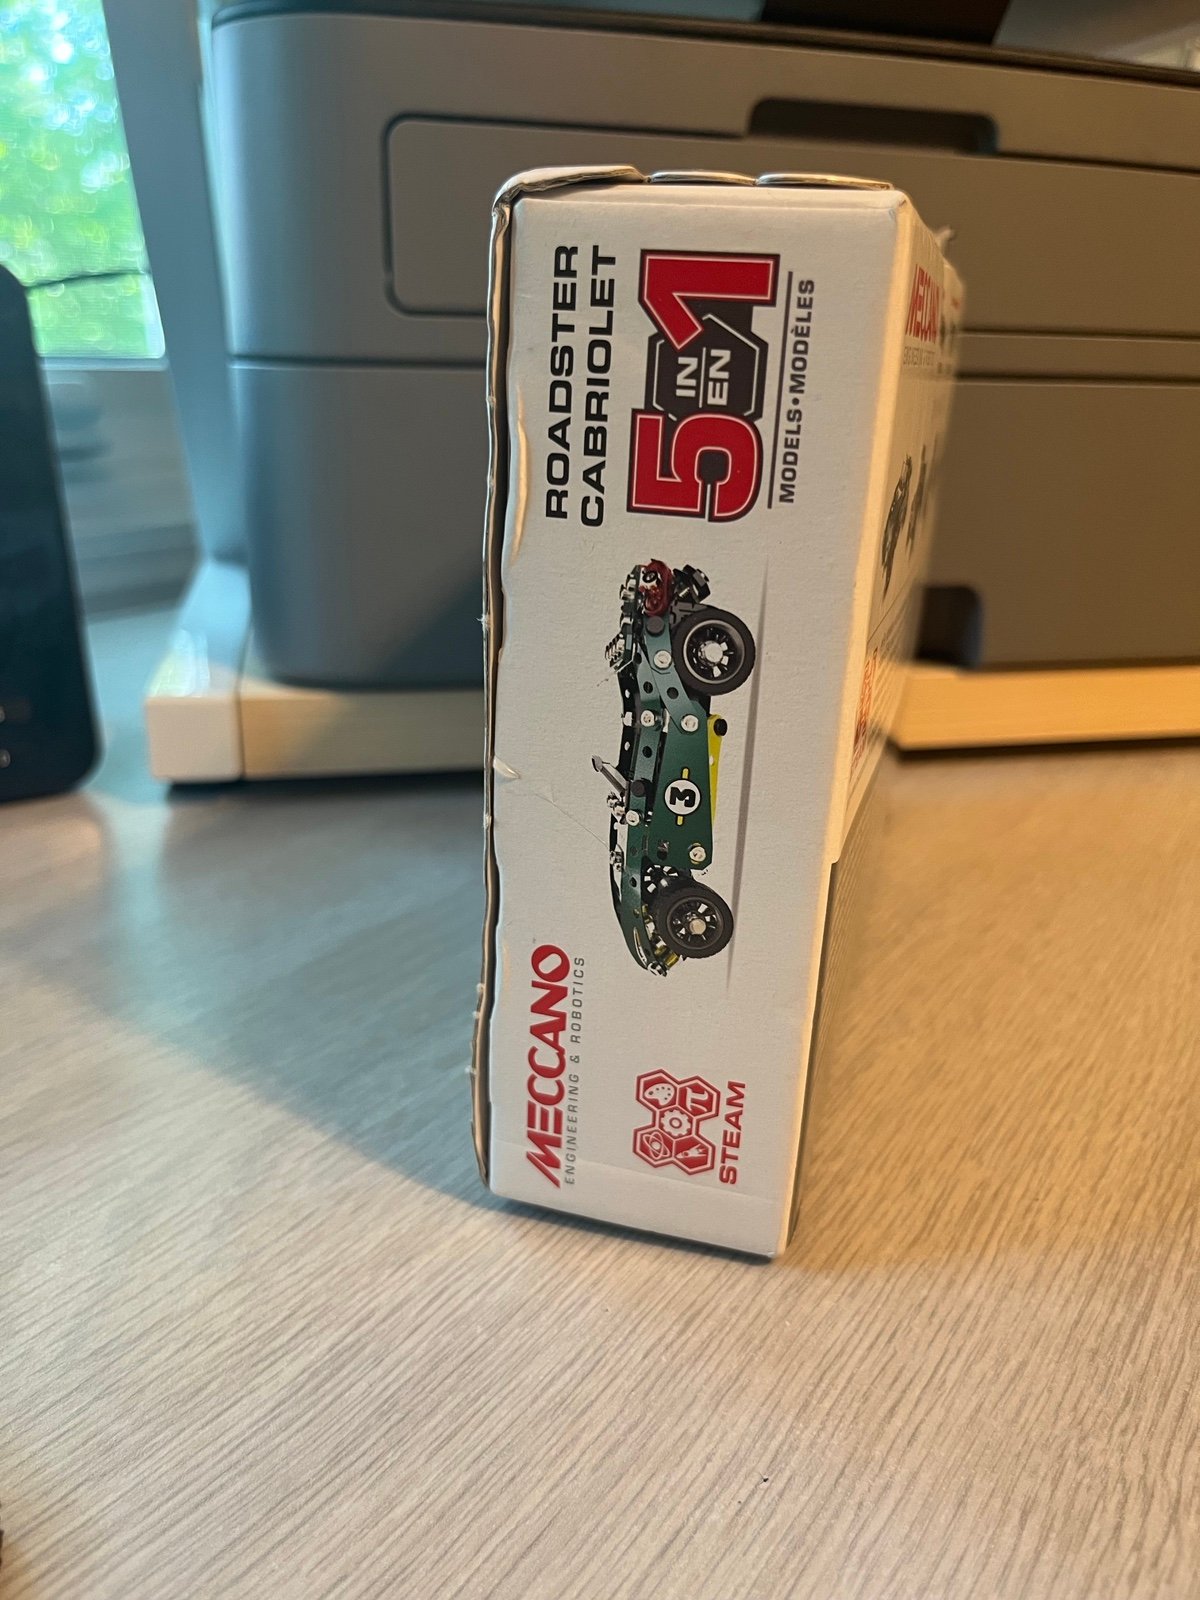 MECCANO
ENGINEERING & ROBOTICS
STEAM
3
ROADSTER
CABRIOLET
5 IN 1
EN
MODELS•MODÈLES
MECCANO